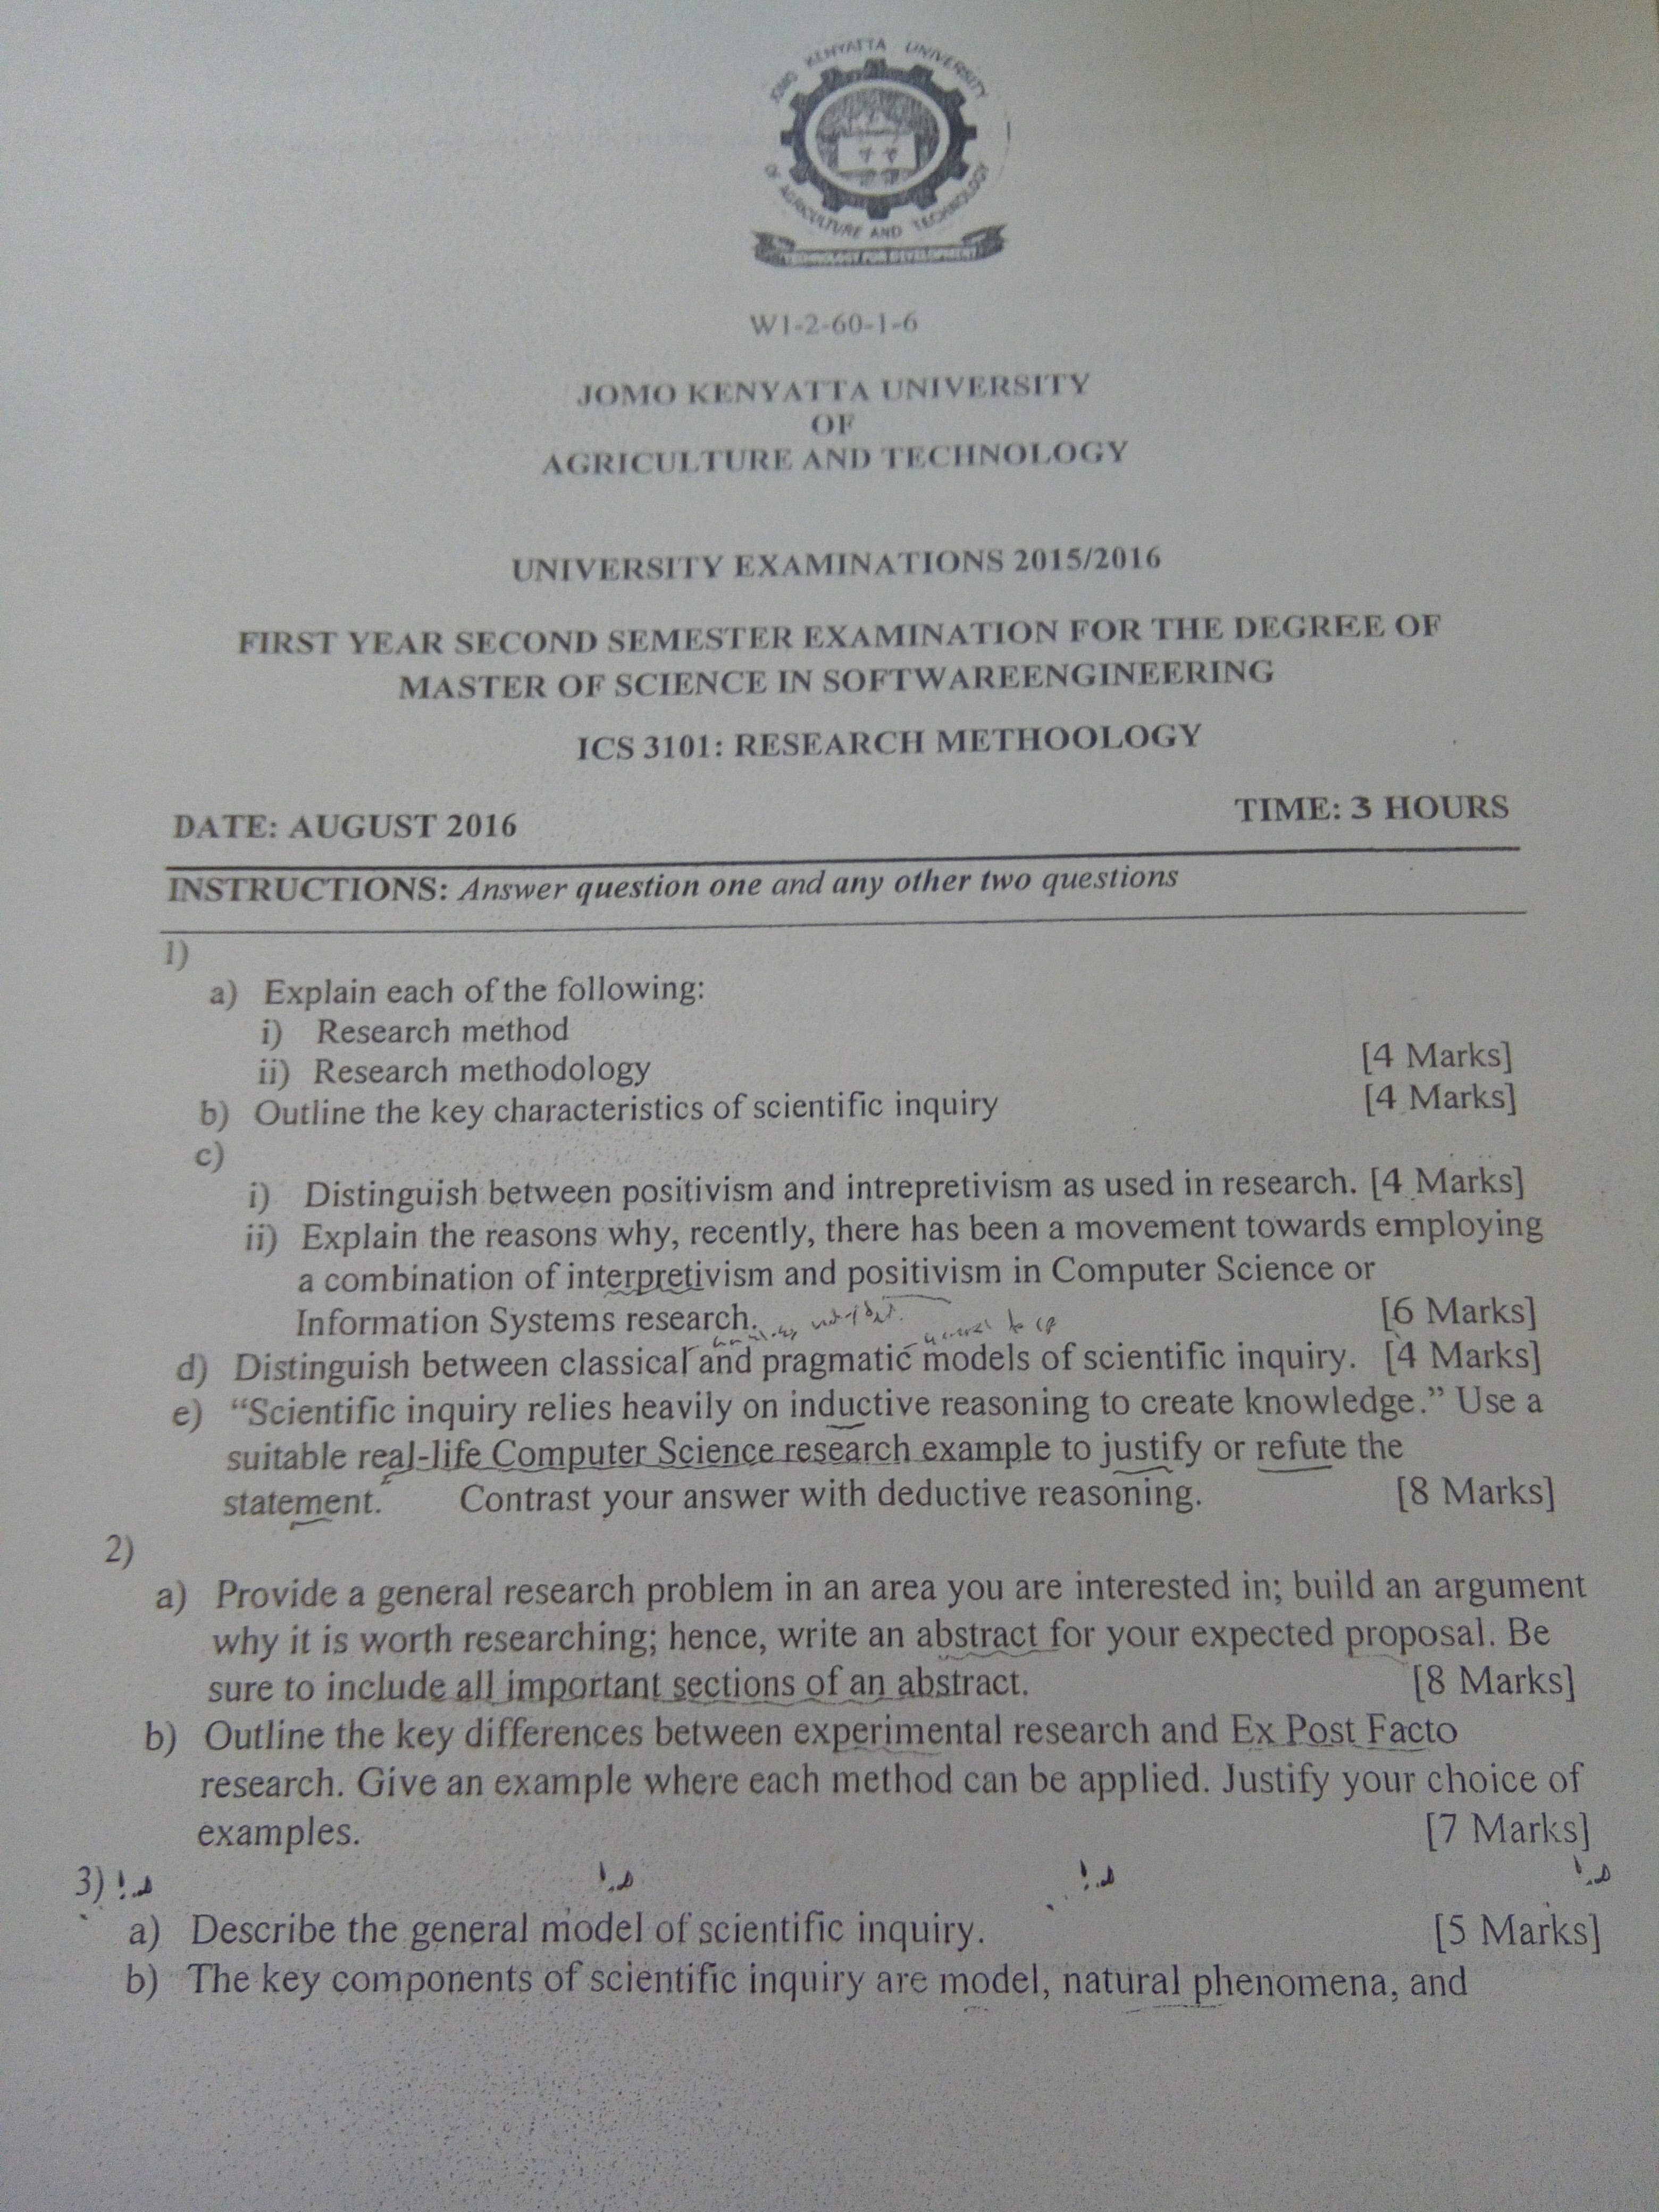 JOMO KENYATTA UNIVERSITY
OF AGRICULTURE AND TECHNOLOGY
TECHNOLOGY FOR DEVELOPMENT
W1-2-60-1-6
JOMO KENYATTA UNIVERSITY
OF
AGRICULTURE AND TECHNOLOGY
UNIVERSITY EXAMINATIONS 2015/2016
FIRST YEAR SECOND SEMESTER EXAMINATION FOR THE DEGREE OF
MASTER OF SCIENCE IN SOFTWAREENGINEERING
ICS 3101: RESEARCH METHOOLOGY
DATE: AUGUST 2016 TIME: 3 HOURS
INSTRUCTIONS: Answer question one and any other two questions
1)
a) Explain each of the following:
i) Research method
ii) Research methodology [4 Marks]
b) Outline the key characteristics of scientific inquiry [4 Marks]
c)
i) Distinguish between positivism and intrepretivism as used in research. [4 Marks]
ii) Explain the reasons why, recently, there has been a movement towards employing
a combination of interpretivism and positivism in Computer Science or
Information Systems research. [6 Marks]
d) Distinguish between classical and pragmatic models of scientific inquiry. [4 Marks]
e) “Scientific inquiry relies heavily on inductive reasoning to create knowledge.” Use a
suitable real-life Computer Science research example to justify or refute the
statement. Contrast your answer with deductive reasoning. [8 Marks]
2)
a) Provide a general research problem in an area you are interested in; build an argument
why it is worth researching; hence, write an abstract for your expected proposal. Be
sure to include all important sections of an abstract. [8 Marks]
b) Outline the key differences between experimental research and Ex Post Facto
research. Give an example where each method can be applied. Justify your choice of
examples. [7 Marks]
3)
a) Describe the general model of scientific inquiry. [5 Marks]
b) The key components of scientific inquiry are model, natural phenomena, and